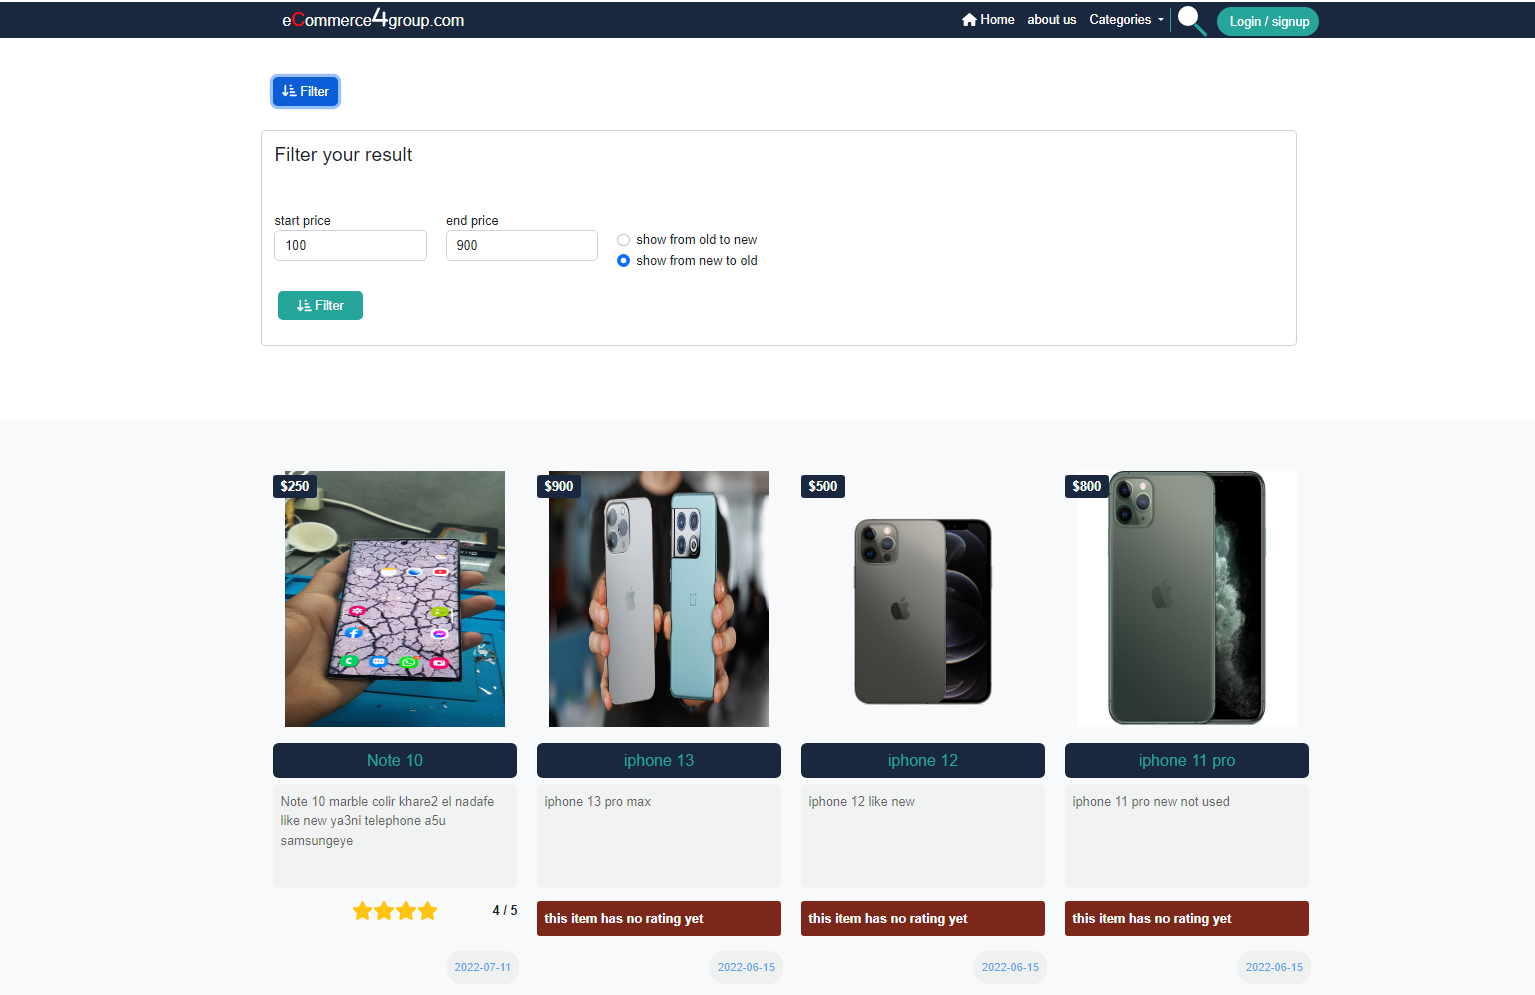 eCommerce4group.com
Home about us Categories Login / signup
Filter
Filter your result
start price end price
100 900
show from old to new
show from new to old
Filter
$250 $900 $500 $800
Note 10 iphone 13 iphone 12 iphone 11 pro
Note 10 marble colir khare2 el nadafe
like new ya3ni telephone a5u
samsungeye
iphone 13 pro max
iphone 12 like new
iphone 11 pro new not used
4 / 5
this item has no rating yet
this item has no rating yet
this item has no rating yet
2022-07-11 2022-06-15 2022-06-15 2022-06-15